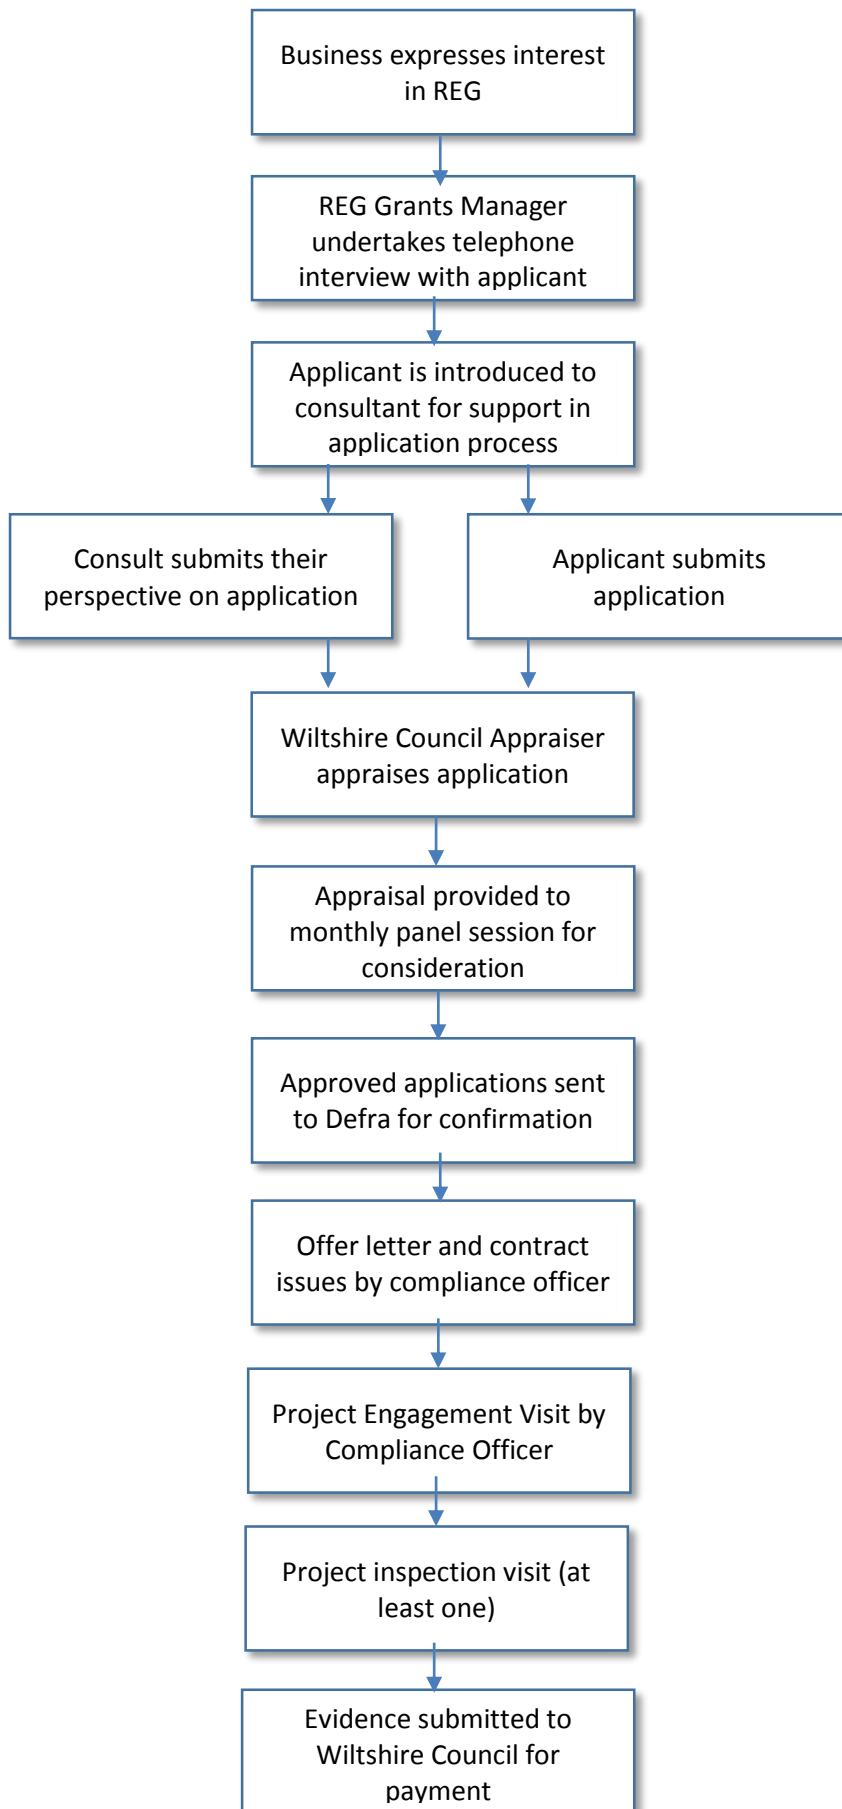 Business expresses interest
in REG
REG Grants Manager
undertakes telephone
interview with applicant
Applicant is introduced to
consultant for support in
application process
Consult submits their
perspective on application
Applicant submits
application
Wiltshire Council Appraiser
appraises application
Appraisal provided to
monthly panel session for
consideration
Approved applications sent
to Defra for confirmation
Offer letter and contract
issues by compliance officer
Project Engagement Visit by
Compliance Officer
Project inspection visit (at
least one)
Evidence submitted to
Wiltshire Council for
payment